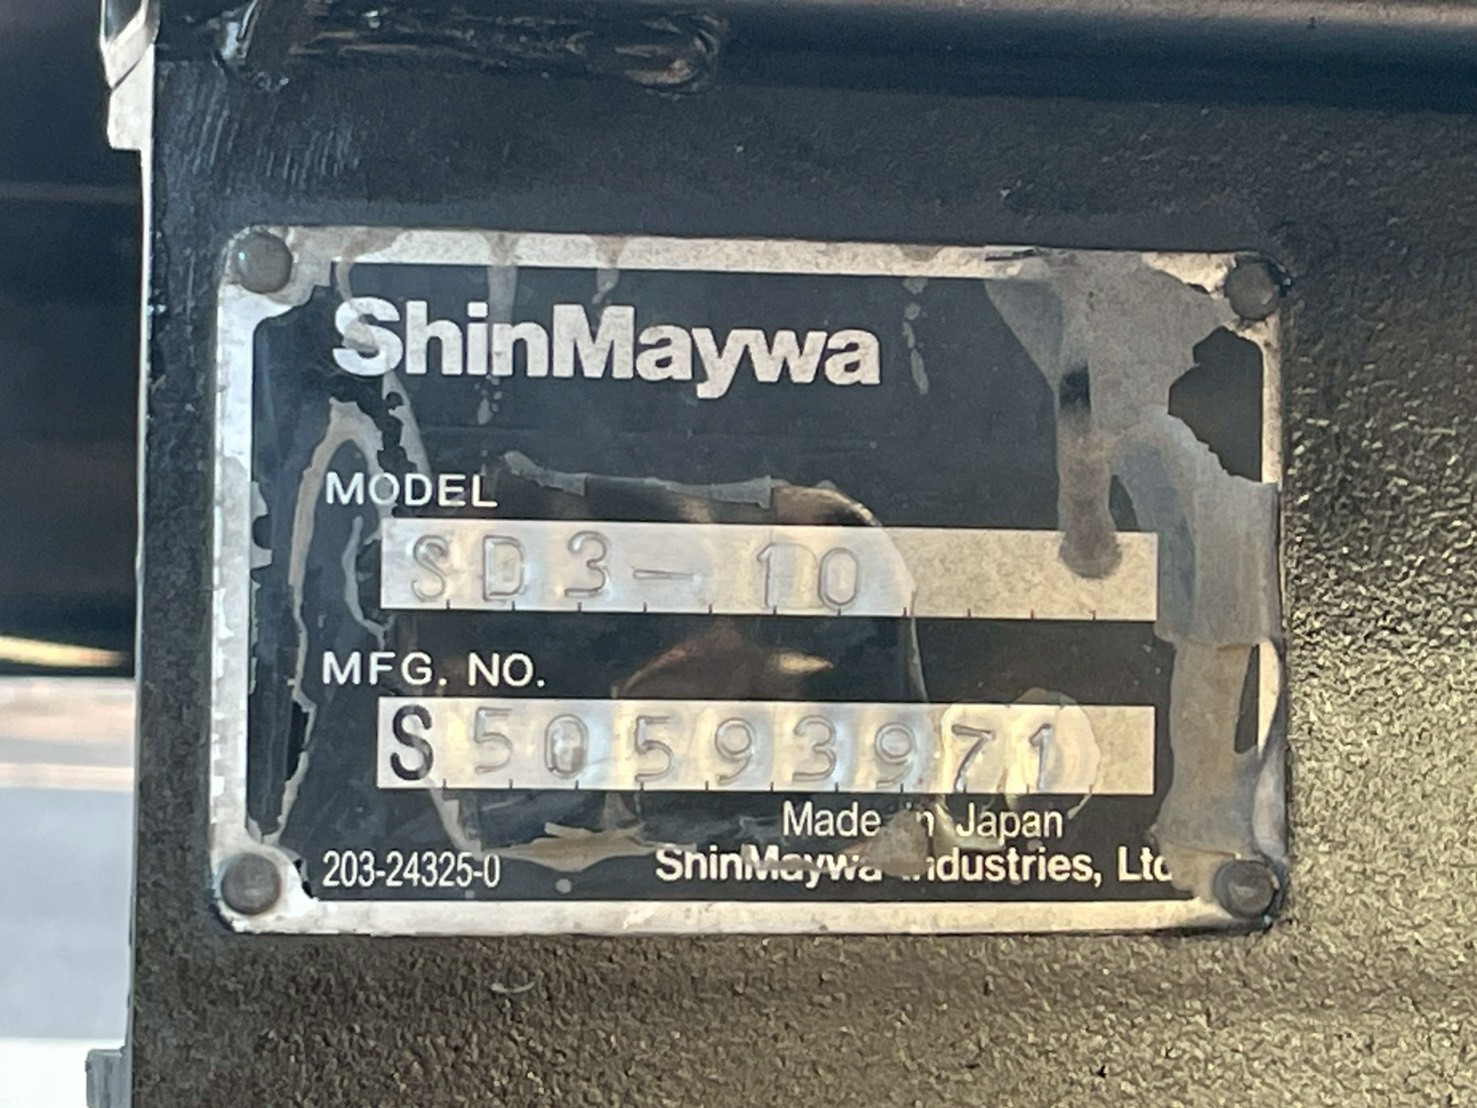 ShinMaywa
MODEL
SD3-10
MFG. NO.
S50593971
Made in Japan
203-24325-0
ShinMaywa Industries, Ltd